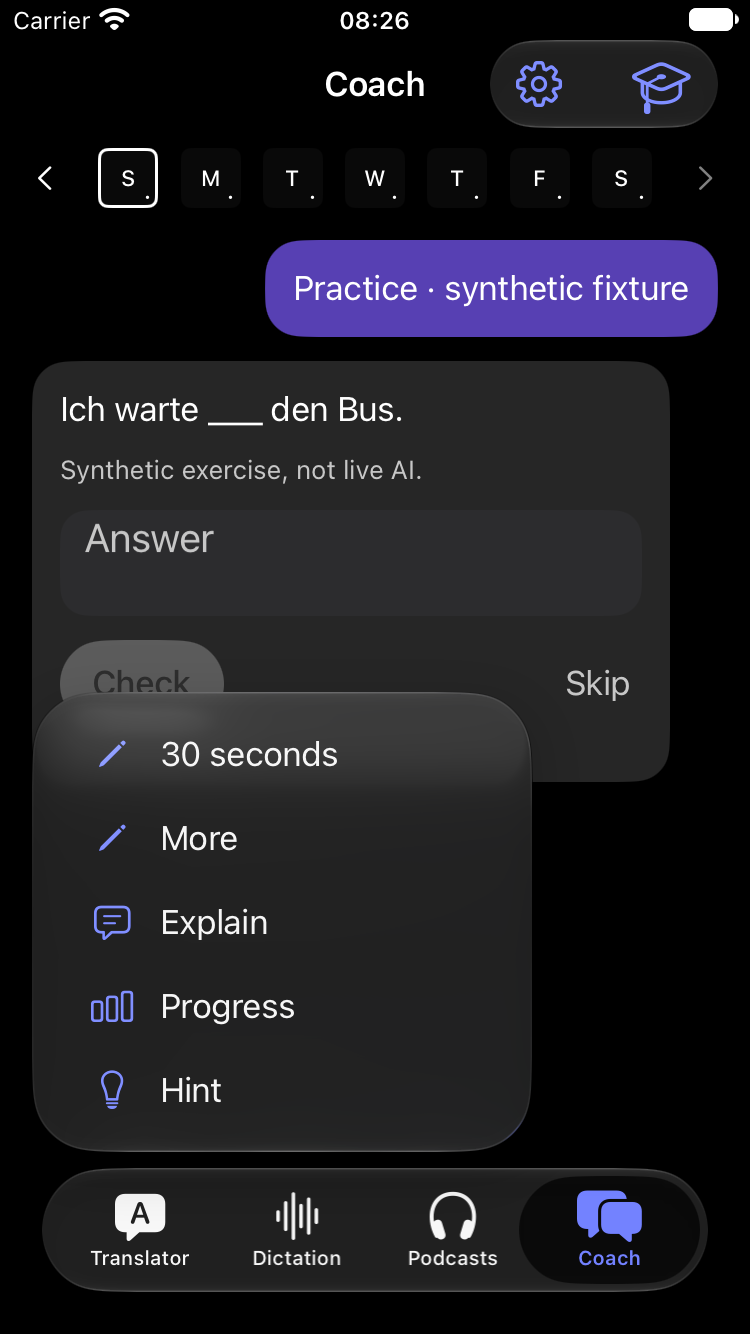 Carrier
08:26
Coach
S M T W T F S
Practice · synthetic fixture
Ich warte ____ den Bus.
Synthetic exercise, not live AI.
Answer
Check
Skip
30 seconds
More
Explain
Progress
Hint
A
Translator Dictation Podcasts Coach